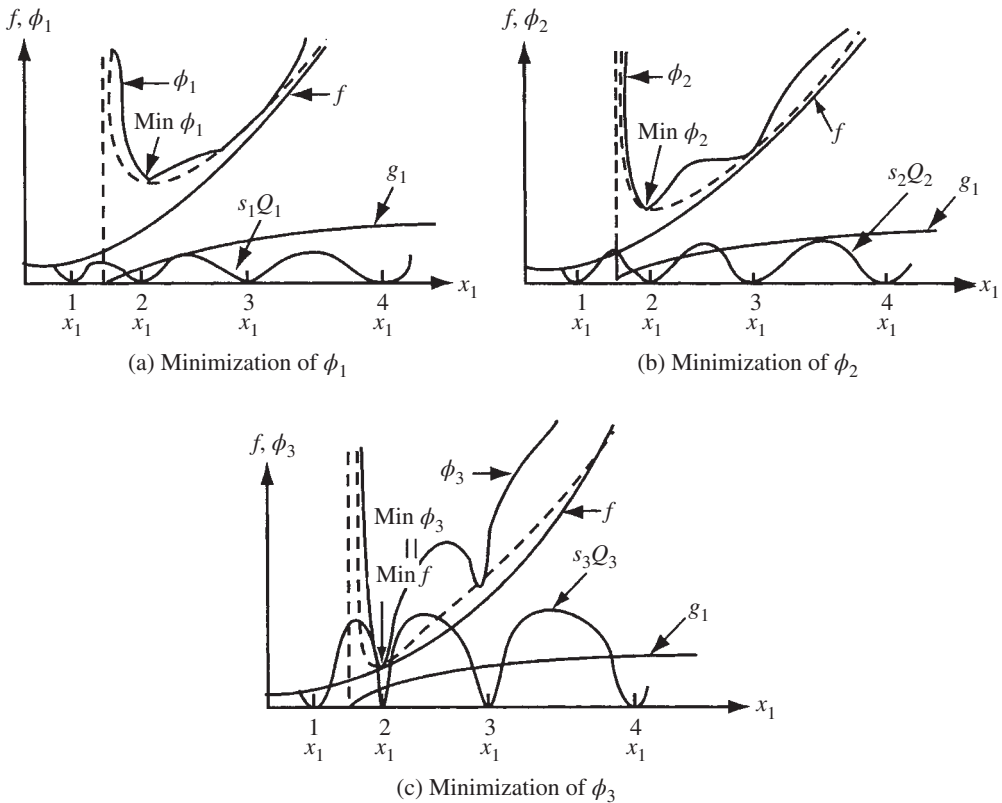 f, ϕ₁
ϕ₁
f
Min ϕ₁
g₁
s₁Q₁
x₁
1 2 3 4
x₁ x₁ x₁ x₁
(a) Minimization of ϕ₁
f, ϕ₂
ϕ₂
Min ϕ₂
f
s₂Q₂
g₁
x₁
1 2 3 4
x₁ x₁ x₁ x₁
(b) Minimization of ϕ₂
f, ϕ₃
ϕ₃
f
Min ϕ₃
=
Min f
s₃Q₃
g₁
x₁
1 2 3 4
x₁ x₁ x₁ x₁
(c) Minimization of ϕ₃